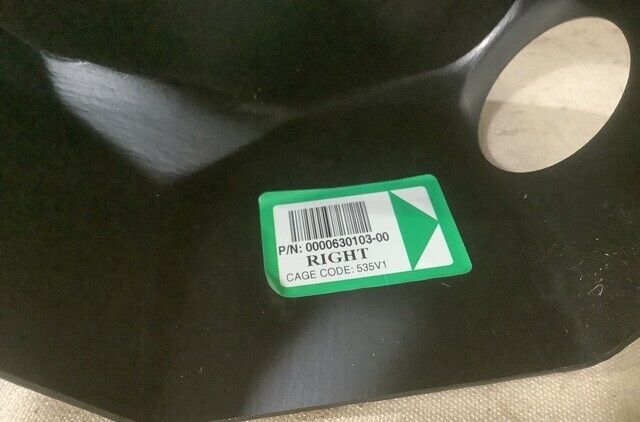 P/N: 0000630103-00
RIGHT
CAGE CODE: 535V1